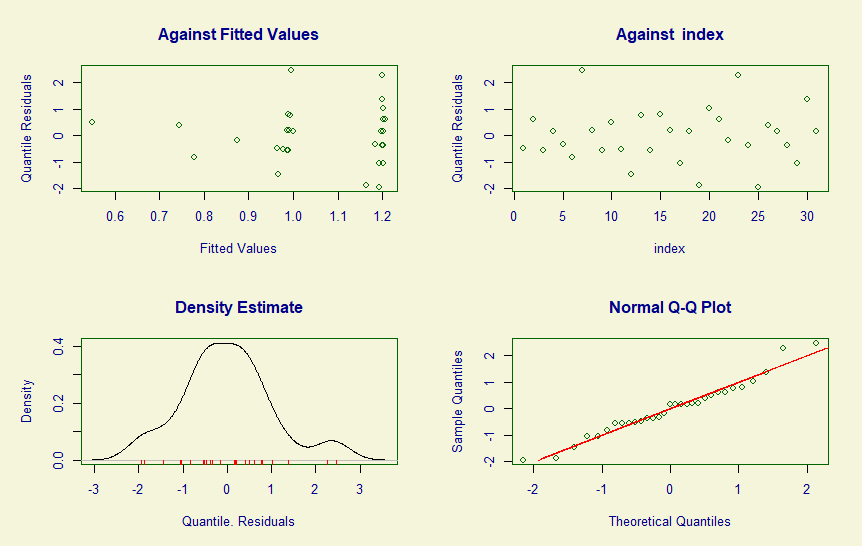 Against Fitted Values
Quantile Residuals
2
1
0
-1
-2
0.6 0.7 0.8 0.9 1.0 1.1 1.2
Fitted Values
Against index
Quantile Residuals
2
1
0
-1
-2
0 5 10 15 20 25 30
index
Density Estimate
Density
0.4
0.2
0.0
-3 -2 -1 0 1 2 3
Quantile. Residuals
Normal Q-Q Plot
Sample Quantiles
2
1
0
-1
-2
-2 -1 0 1 2
Theoretical Quantiles